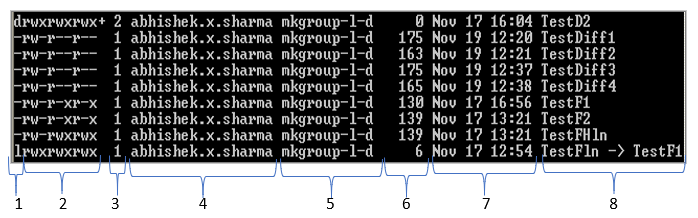 drwxrwxrwx+ 2 abhishek.x.sharma mkgroup-l-d 0 Nov 17 16:04 TestD2
-rw-r--r-- 1 abhishek.x.sharma mkgroup-l-d 175 Nov 19 12:20 TestDiff1
-rw-r--r-- 1 abhishek.x.sharma mkgroup-l-d 163 Nov 19 12:21 TestDiff2
-rw-r--r-- 1 abhishek.x.sharma mkgroup-l-d 175 Nov 19 12:37 TestDiff3
-rw-r--r-- 1 abhishek.x.sharma mkgroup-l-d 165 Nov 19 12:38 TestDiff4
-rw-r-xr-x 1 abhishek.x.sharma mkgroup-l-d 130 Nov 17 16:56 TestF1
-rw-r-xr-x 1 abhishek.x.sharma mkgroup-l-d 139 Nov 17 13:21 TestF2
-rw-rwxrwx 1 abhishek.x.sharma mkgroup-l-d 139 Nov 17 13:21 TestFHln
lrwxrwxrwx 1 abhishek.x.sharma mkgroup-l-d 6 Nov 17 12:54 TestFln -> TestF1
1 2 3 4 5 6 7 8